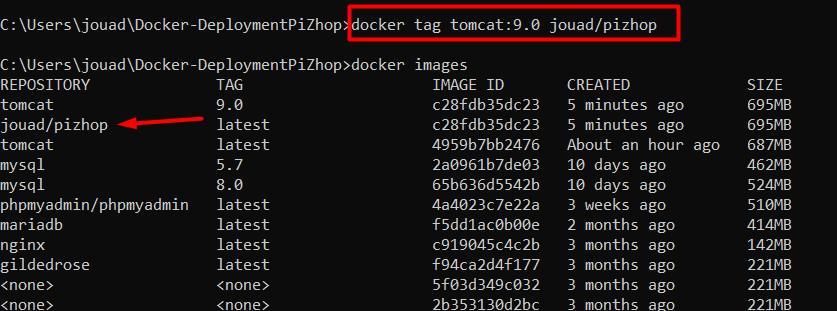 C:\Users\jouad\Docker-DeploymentPiZhop>docker tag tomcat:9.0 jouad/pizhop
C:\Users\jouad\Docker-DeploymentPiZhop>docker images
REPOSITORY TAG IMAGE ID CREATED SIZE
tomcat 9.0 c28fdb35dc23 5 minutes ago 695MB
jouad/pizhop latest c28fdb35dc23 5 minutes ago 695MB
tomcat latest 4959b7bb2476 About an hour ago 687MB
mysql 5.7 2a0961b7de03 10 days ago 462MB
mysql 8.0 65b636d5542b 10 days ago 524MB
phpmyadmin/phpmyadmin latest 4a4023c7e22a 3 weeks ago 510MB
mariadb latest f5dd1ac0b00e 2 months ago 414MB
nginx latest c919045c4c2b 3 months ago 142MB
gildedrose latest f94ca2d4f177 3 months ago 221MB
<none> <none> 5f03d349c032 3 months ago 221MB
<none> <none> 2b353130d2bc 3 months ago 221MB